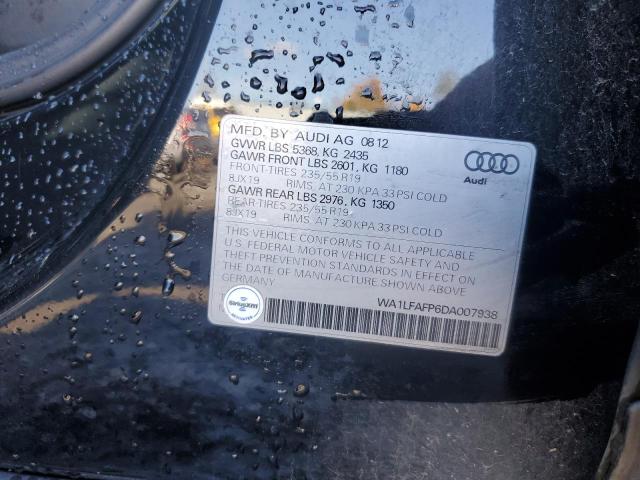 MFD. BY AUDI AG 08 12
GVWR LBS 5368, KG 2435
GAWR FRONT LBS 2601, KG 1180
FRONT-TIRES 235/55 R19
8JX19 RIMS, AT 230 KPA 33 PSI COLD
GAWR REAR LBS 2976, KG 1350
REAR-TIRES 235/55 R19
8JX19 RIMS, AT 230 KPA 33 PSI COLD
THIS VEHICLE CONFORMS TO ALL APPLICABLE
U.S. FEDERAL MOTOR VEHICLE SAFETY AND
THEFT PREVENTION STANDARDS IN EFFECT ON
THE DATE OF MANUFACTURE SHOWN ABOVE.
GERMANY
Audi
SiriusXM
WA1LFAFP6DA007938